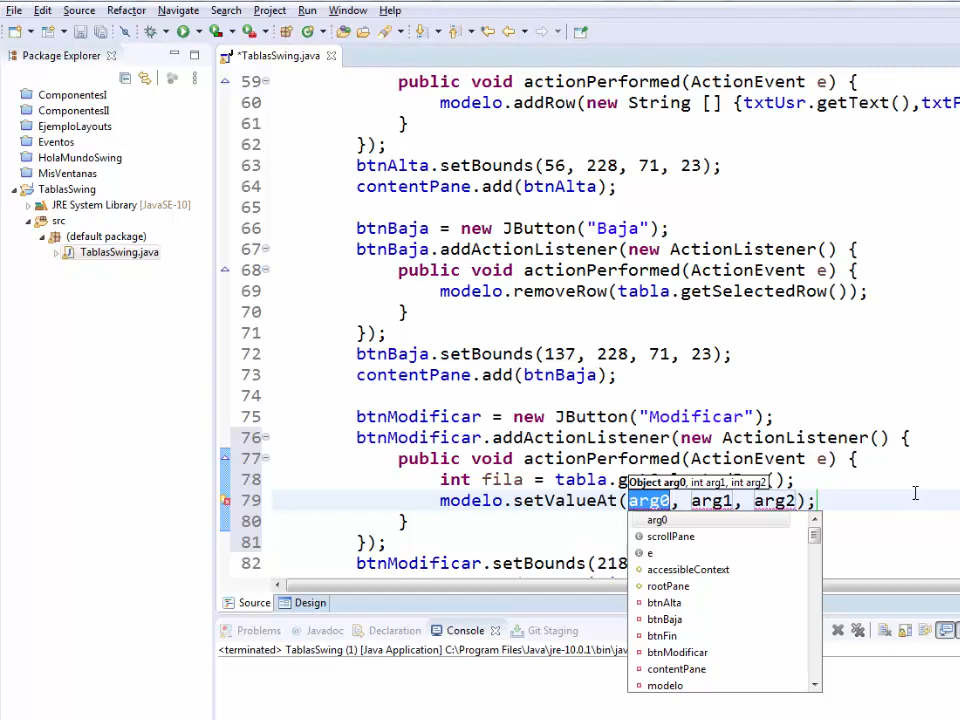 File Edit Source Refactor Navigate Search Project Run Window Help
Package Explorer
*TablasSwing.java
ComponentesI
ComponentesII
EjemploLayouts
Eventos
HolaMundoSwing
MisVentanas
TablasSwing
JRE System Library [JavaSE-10]
src
(default package)
TablasSwing.java
59 public void actionPerformed(ActionEvent e) {
60 modelo.addRow(new String [] {txtUsr.getText(),txtF
61 }
62 });
63 btnAlta.setBounds(56, 228, 71, 23);
64 contentPane.add(btnAlta);
65
66 btnBaja = new JButton("Baja");
67 btnBaja.addActionListener(new ActionListener() {
68 public void actionPerformed(ActionEvent e) {
69 modelo.removeRow(tabla.getSelectedRow());
70 }
71 });
72 btnBaja.setBounds(137, 228, 71, 23);
73 contentPane.add(btnBaja);
74
75 btnModificar = new JButton("Modificar");
76 btnModificar.addActionListener(new ActionListener() {
77 public void actionPerformed(ActionEvent e) {
78 int fila = tabla.g ();
Object arg0, int arg1, int arg2
79 modelo.setValueAt(arg0, arg1, arg2);
80 }
81 });
82 btnModificar.setBounds(218
arg0
scrollPane
e
accessibleContext
rootPane
btnAlta
btnBaja
btnFin
btnModificar
contentPane
modelo
Source Design
Problems @ Javadoc Declaration Console Git Staging
<terminated> TablasSwing (1) [Java Application] C:\Program Files\Java\jre-10.0.1\bin\jav